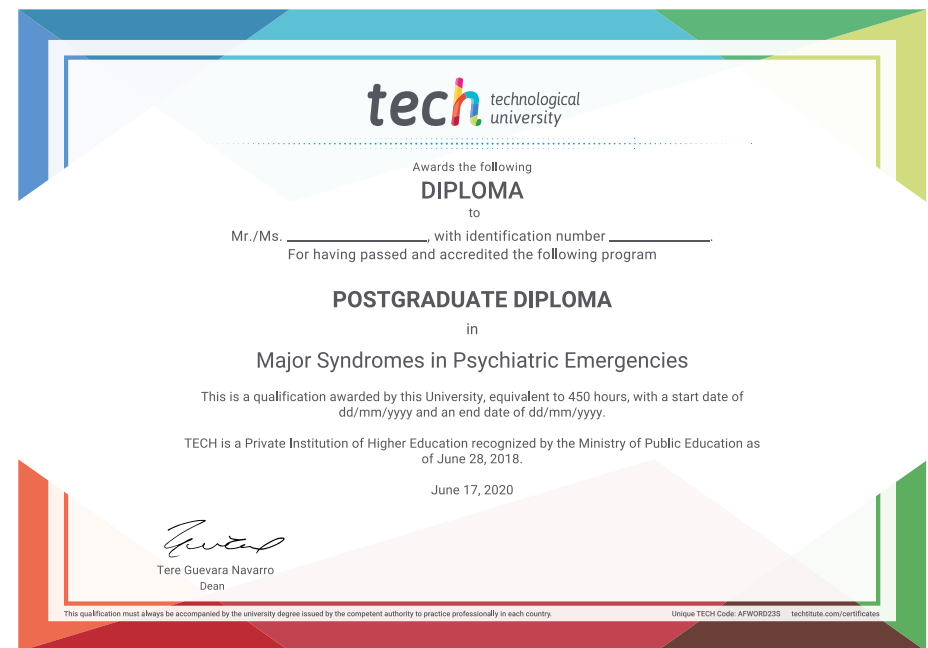 tech technological
university
Awards the following
DIPLOMA
to
Mr./Ms. ____________________, with identification number ______________.
For having passed and accredited the following program
POSTGRADUATE DIPLOMA
in
Major Syndromes in Psychiatric Emergencies
This is a qualification awarded by this University, equivalent to 450 hours, with a start date of
dd/mm/yyyy and an end date of dd/mm/yyyy.
TECH is a Private Institution of Higher Education recognized by the Ministry of Public Education as
of June 28, 2018.
June 17, 2020
Tere Guevara Navarro
Dean
This qualification must always be accompanied by the university degree issued by the competent authority to practice professionally in each country. Unique TECH Code: AFWORD23S techtitute.com/certificates